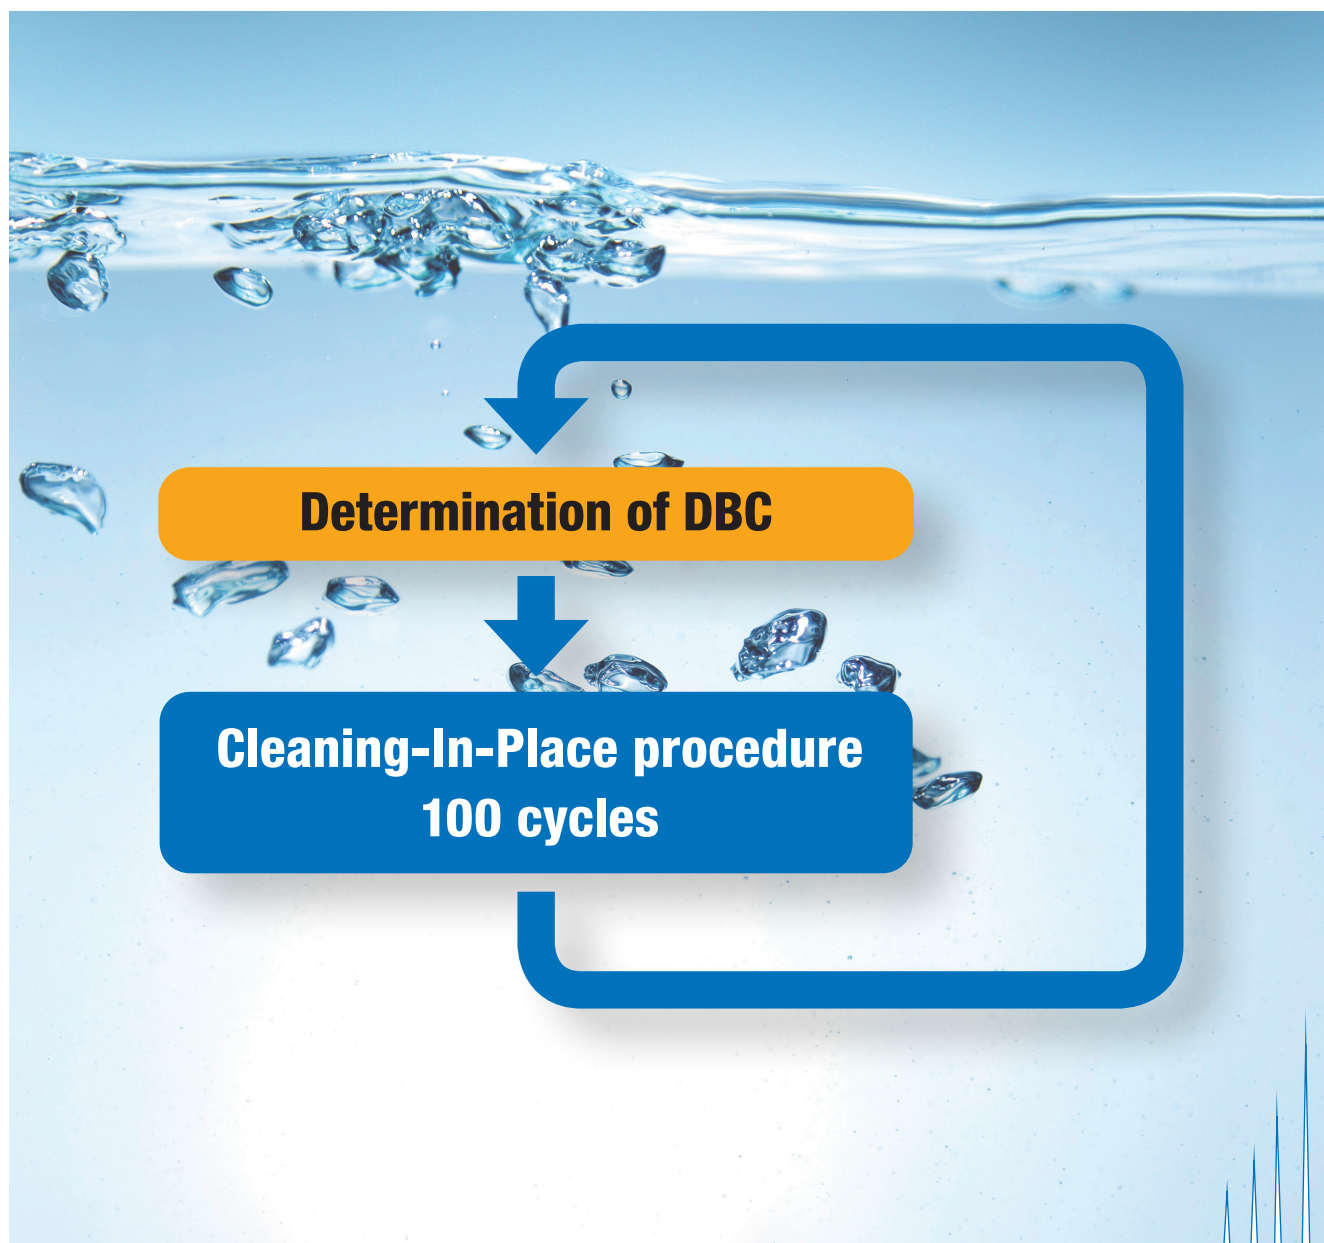 Determination of DBC
Cleaning-In-Place procedure
100 cycles